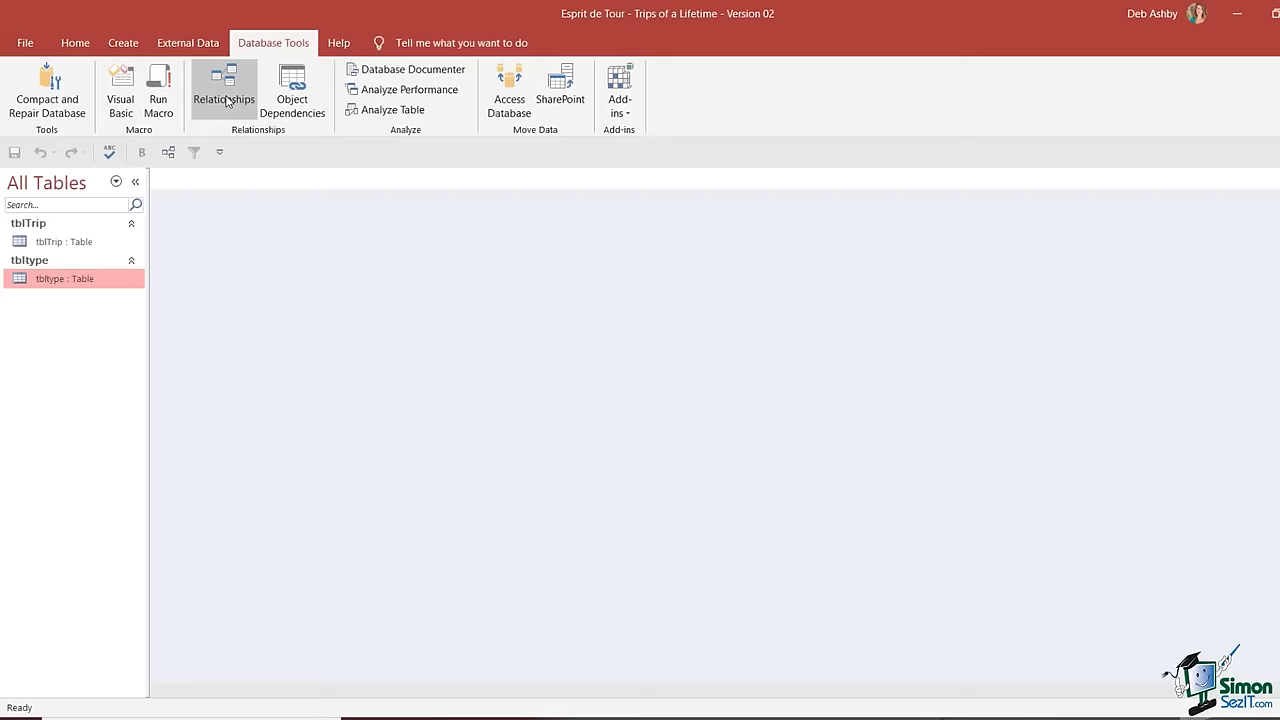 Esprit de Tour - Trips of a Lifetime - Version 02
Deb Ashby
File Home Create External Data Database Tools Help Tell me what you want to do
Compact and
Repair Database
Tools
Visual
Basic
Run
Macro
Macro
Relationships
Object
Dependencies
Relationships
Database Documenter
Analyze Performance
Analyze Table
Analyze
Access
Database
SharePoint
Move Data
Add-
ins
Add-ins
ABC
B
All Tables
Search...
tblTrip
tblTrip : Table
tbltype
tbltype : Table
Ready
Simon
SezIT.com